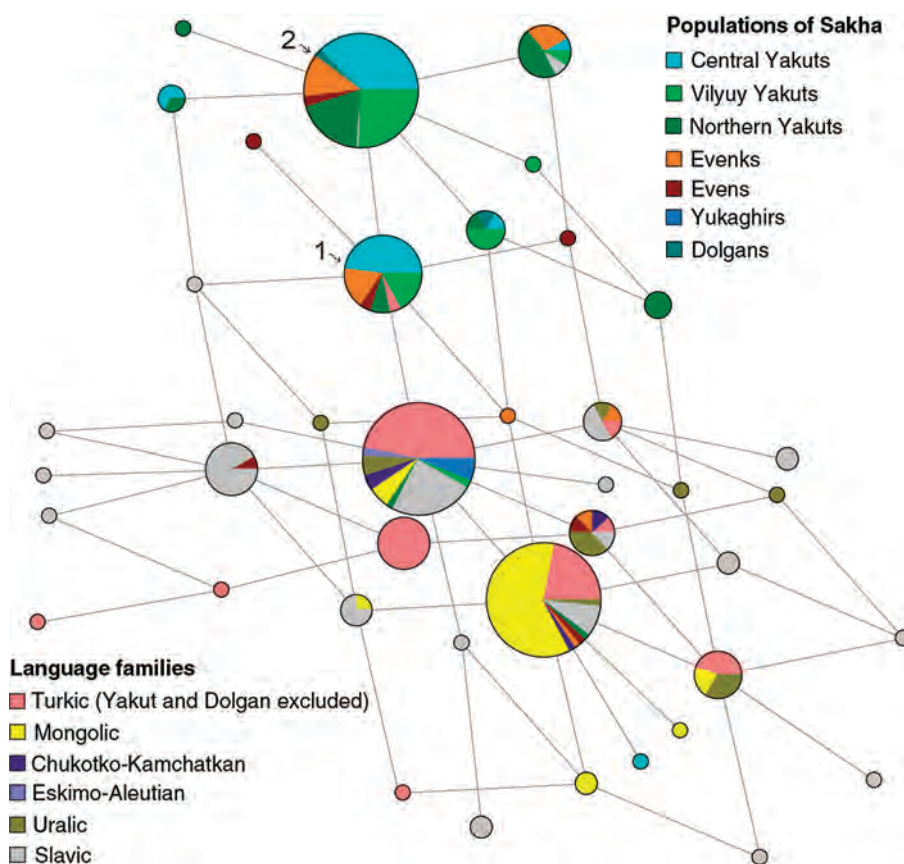 2
Populations of Sakha
Central Yakuts
Vilyuy Yakuts
Northern Yakuts
Evenks
Evens
Yukaghirs
Dolgans
1
Language families
Turkic (Yakut and Dolgan excluded)
Mongolic
Chukotko-Kamchatkan
Eskimo-Aleutian
Uralic
Slavic